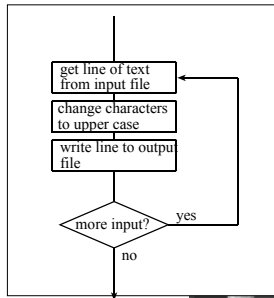 get line of text
from input file
change characters
to upper case
write line to output
file
more input?
yes
no